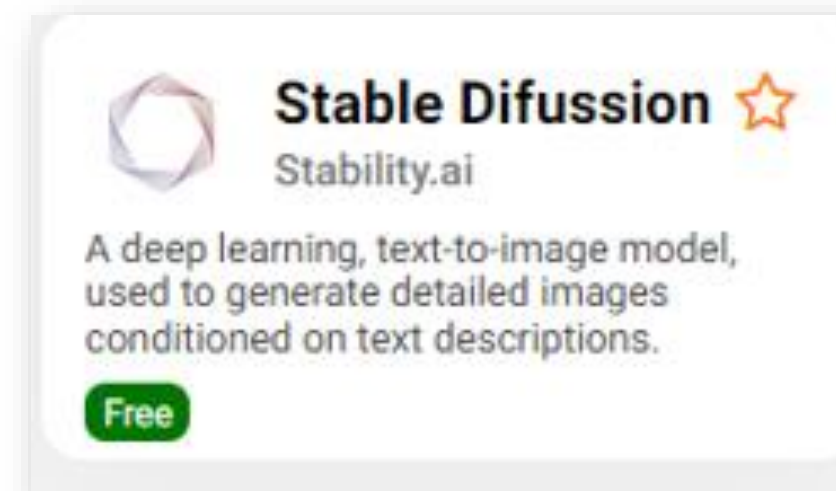 Stable Difussion
Stability.ai
A deep learning, text-to-image model,
used to generate detailed images
conditioned on text descriptions.
Free